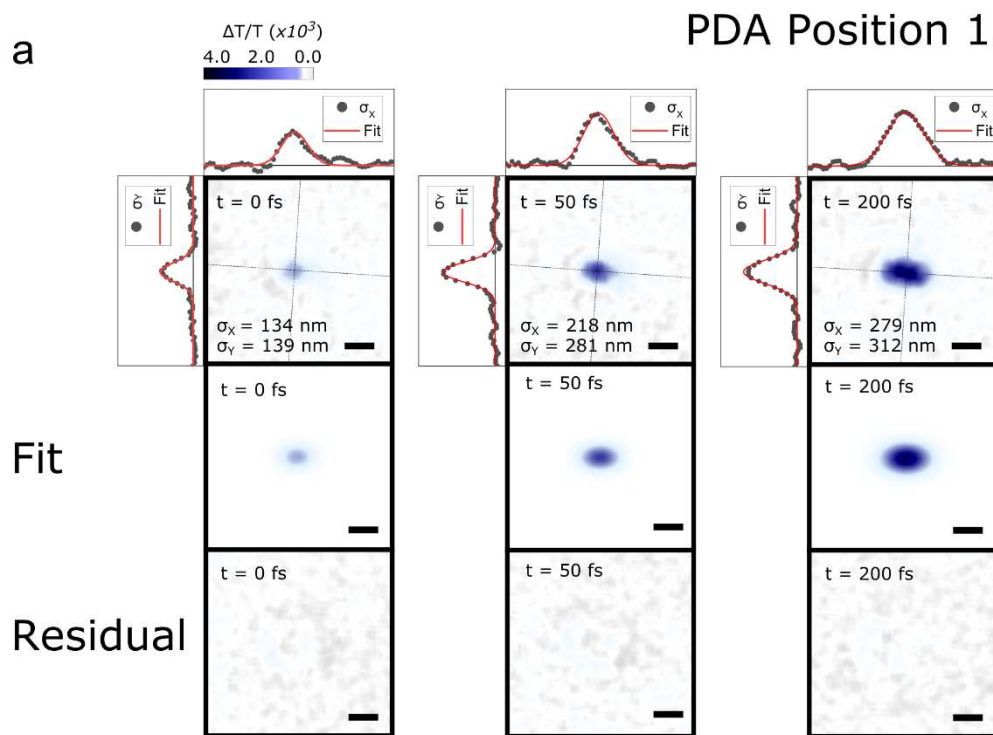 a
ΔT/T (x10³)
4.0 2.0 0.0
PDA Position 1
σX
Fit
σX
Fit
σX
Fit
σY
Fit
t = 0 fs
σX = 134 nm
σY = 139 nm
σY
Fit
t = 50 fs
σX = 218 nm
σY = 281 nm
σY
Fit
t = 200 fs
σX = 279 nm
σY = 312 nm
Fit
t = 0 fs
t = 50 fs
t = 200 fs
Residual
t = 0 fs
t = 50 fs
t = 200 fs